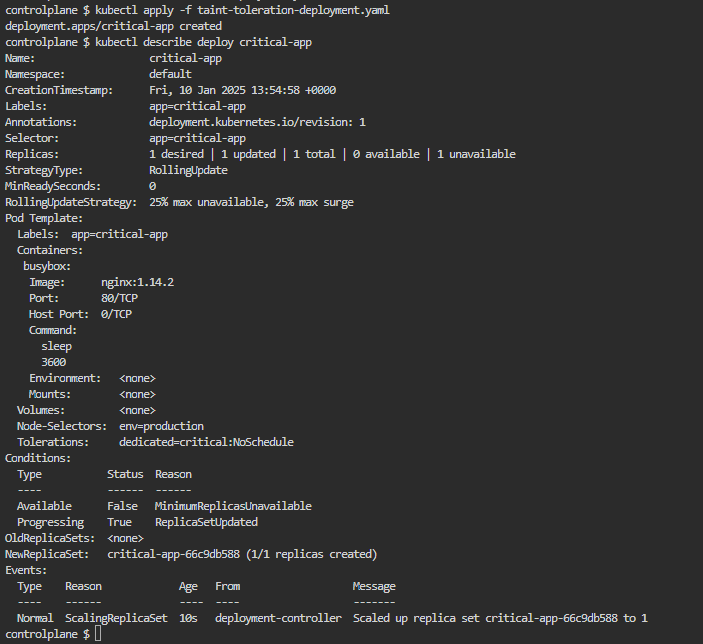 controlplane $ kubectl apply -f taint-toleration-deployment.yaml
deployment.apps/critical-app created
controlplane $ kubectl describe deploy critical-app
Name:                   critical-app
Namespace:              default
CreationTimestamp:      Fri, 10 Jan 2025 13:54:58 +0000
Labels:                 app=critical-app
Annotations:            deployment.kubernetes.io/revision: 1
Selector:               app=critical-app
Replicas:               1 desired | 1 updated | 1 total | 0 available | 1 unavailable
StrategyType:           RollingUpdate
MinReadySeconds:        0
RollingUpdateStrategy:  25% max unavailable, 25% max surge
Pod Template:
  Labels:  app=critical-app
  Containers:
   busybox:
    Image:      nginx:1.14.2
    Port:       80/TCP
    Host Port:  0/TCP
    Command:
      sleep
      3600
    Environment:   <none>
    Mounts:        <none>
  Volumes:         <none>
  Node-Selectors:  env=production
  Tolerations:     dedicated=critical:NoSchedule
Conditions:
  Type           Status  Reason
  ----           ------  ------
  Available      False   MinimumReplicasUnavailable
  Progressing    True    ReplicaSetUpdated
OldReplicaSets:  <none>
NewReplicaSet:   critical-app-66c9db588 (1/1 replicas created)
Events:
  Type    Reason             Age   From                   Message
  ----    ------             ----  ----                   -------
  Normal  ScalingReplicaSet  10s   deployment-controller  Scaled up replica set critical-app-66c9db588 to 1
controlplane $